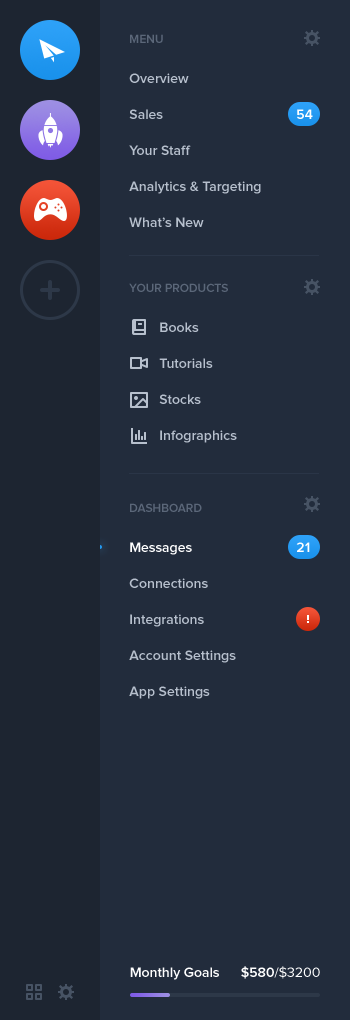 MENU
Overview
Sales 54
Your Staff
Analytics & Targeting
What's New
YOUR PRODUCTS
Books
Tutorials
Stocks
Infographics
DASHBOARD
Messages 21
Connections
Integrations !
Account Settings
App Settings
Monthly Goals $580/$3200